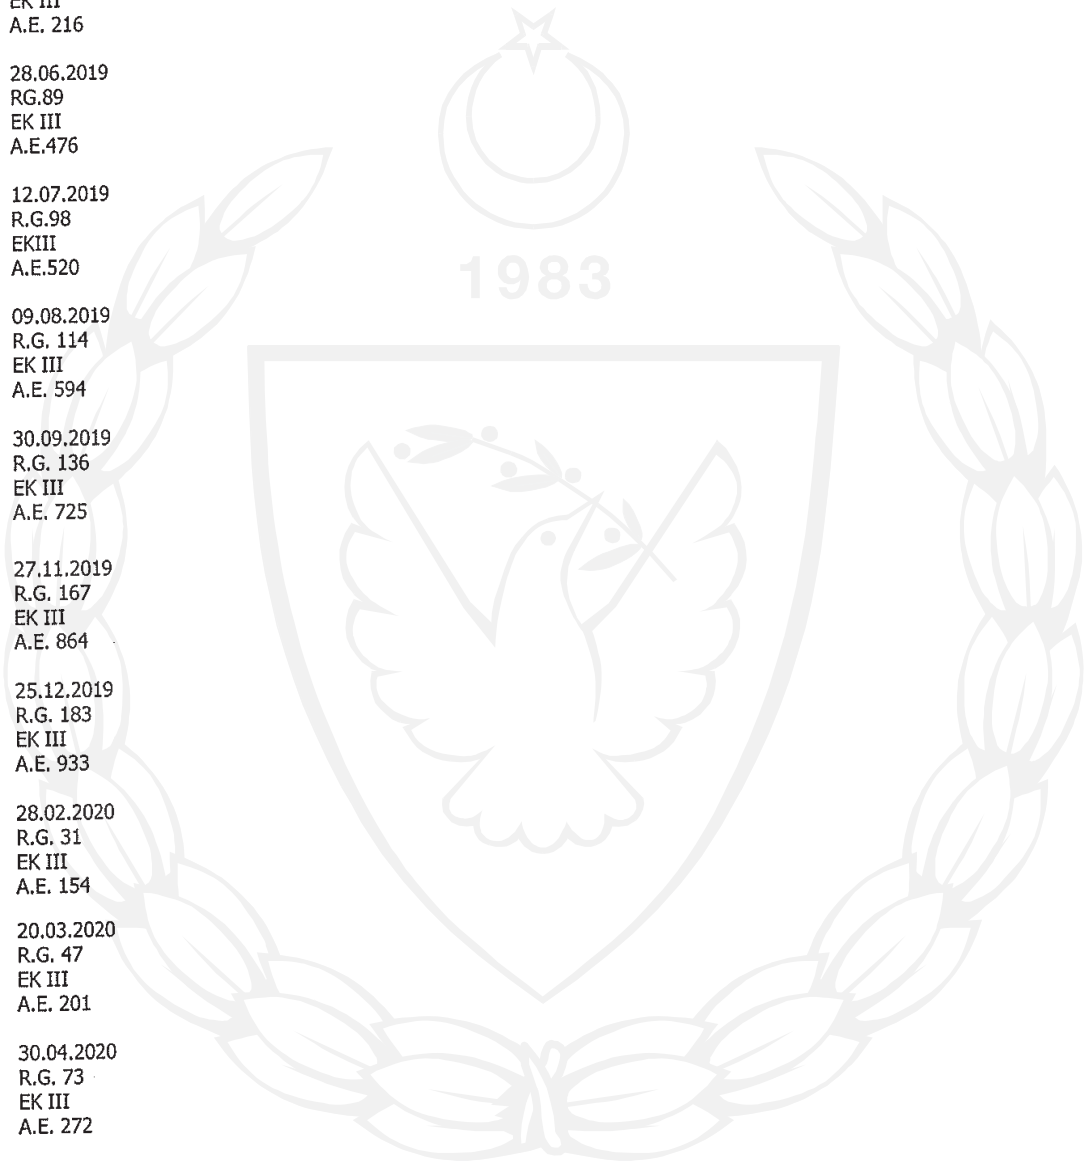 EK III
A.E. 216
28.06.2019
RG.89
EK III
A.E.476
12.07.2019
R.G.98
EKIII
A.E.520
09.08.2019
R.G. 114
EK III
A.E. 594
30.09.2019
R.G. 136
EK III
A.E. 725
27.11.2019
R.G. 167
EK III
A.E. 864
25.12.2019
R.G. 183
EK III
A.E. 933
28.02.2020
R.G. 31
EK III
A.E. 154
20.03.2020
R.G. 47
EK III
A.E. 201
30.04.2020
R.G. 73
EK III
A.E. 272
1983